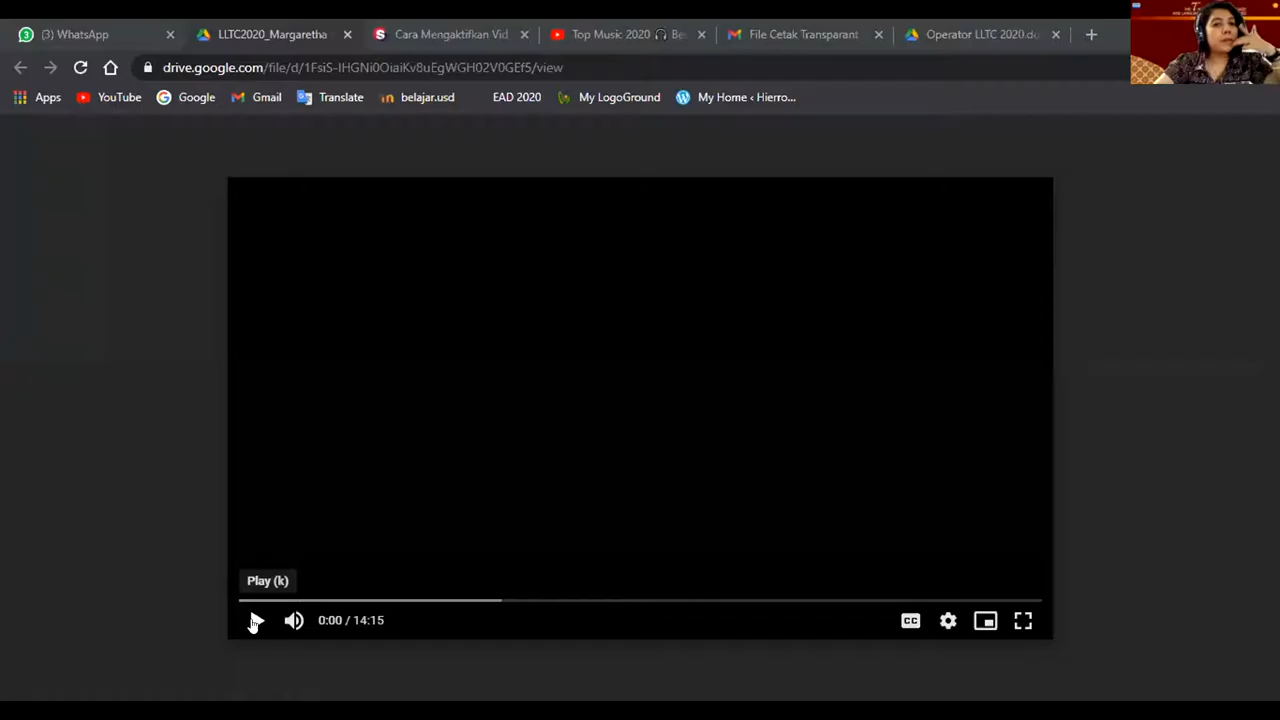 (3) WhatsApp
LLTC2020_Margaretha
Cara Mengaktifkan Vid
Top Music 2020 🎧 Be
File Cetak Transparant
Operator LLTC 2020.do
drive.google.com/file/d/1FsiS-IHGNi0OiaiKv8uEgWGH02V0GEf5/view
Apps
YouTube
Google
Gmail
Translate
belajar.usd
EAD 2020
My LogoGround
My Home ‹ Hierro...
Play (k)
0:00 / 14:15
CC